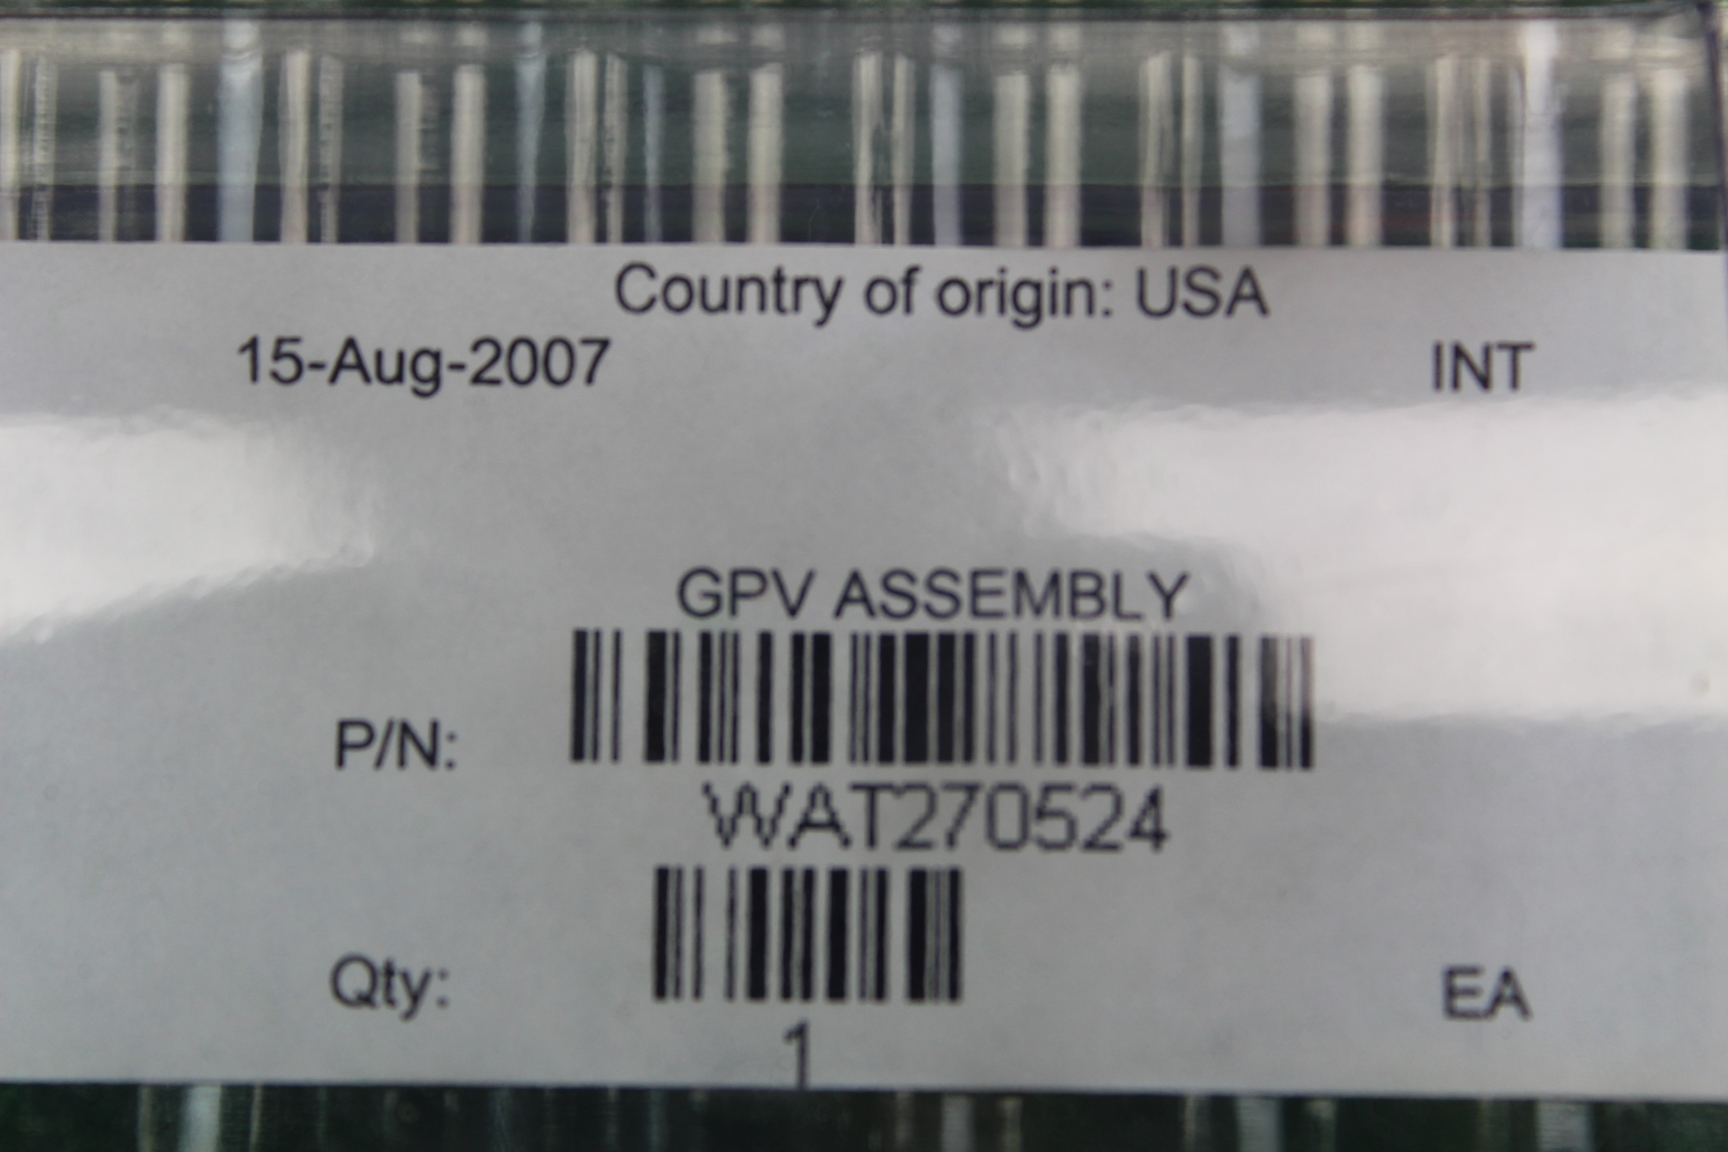 Country of origin: USA
15-Aug-2007 INT
GPV ASSEMBLY
P/N:
WAT270524
Qty: EA
1